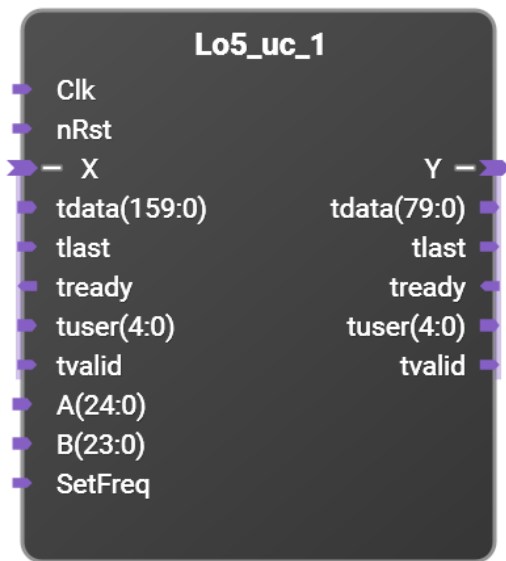 Lo5_uc_1
Clk
nRst
X Y
tdata(159:0) tdata(79:0)
tlast tlast
tready tready
tuser(4:0) tuser(4:0)
tvalid tvalid
A(24:0)
B(23:0)
SetFreq